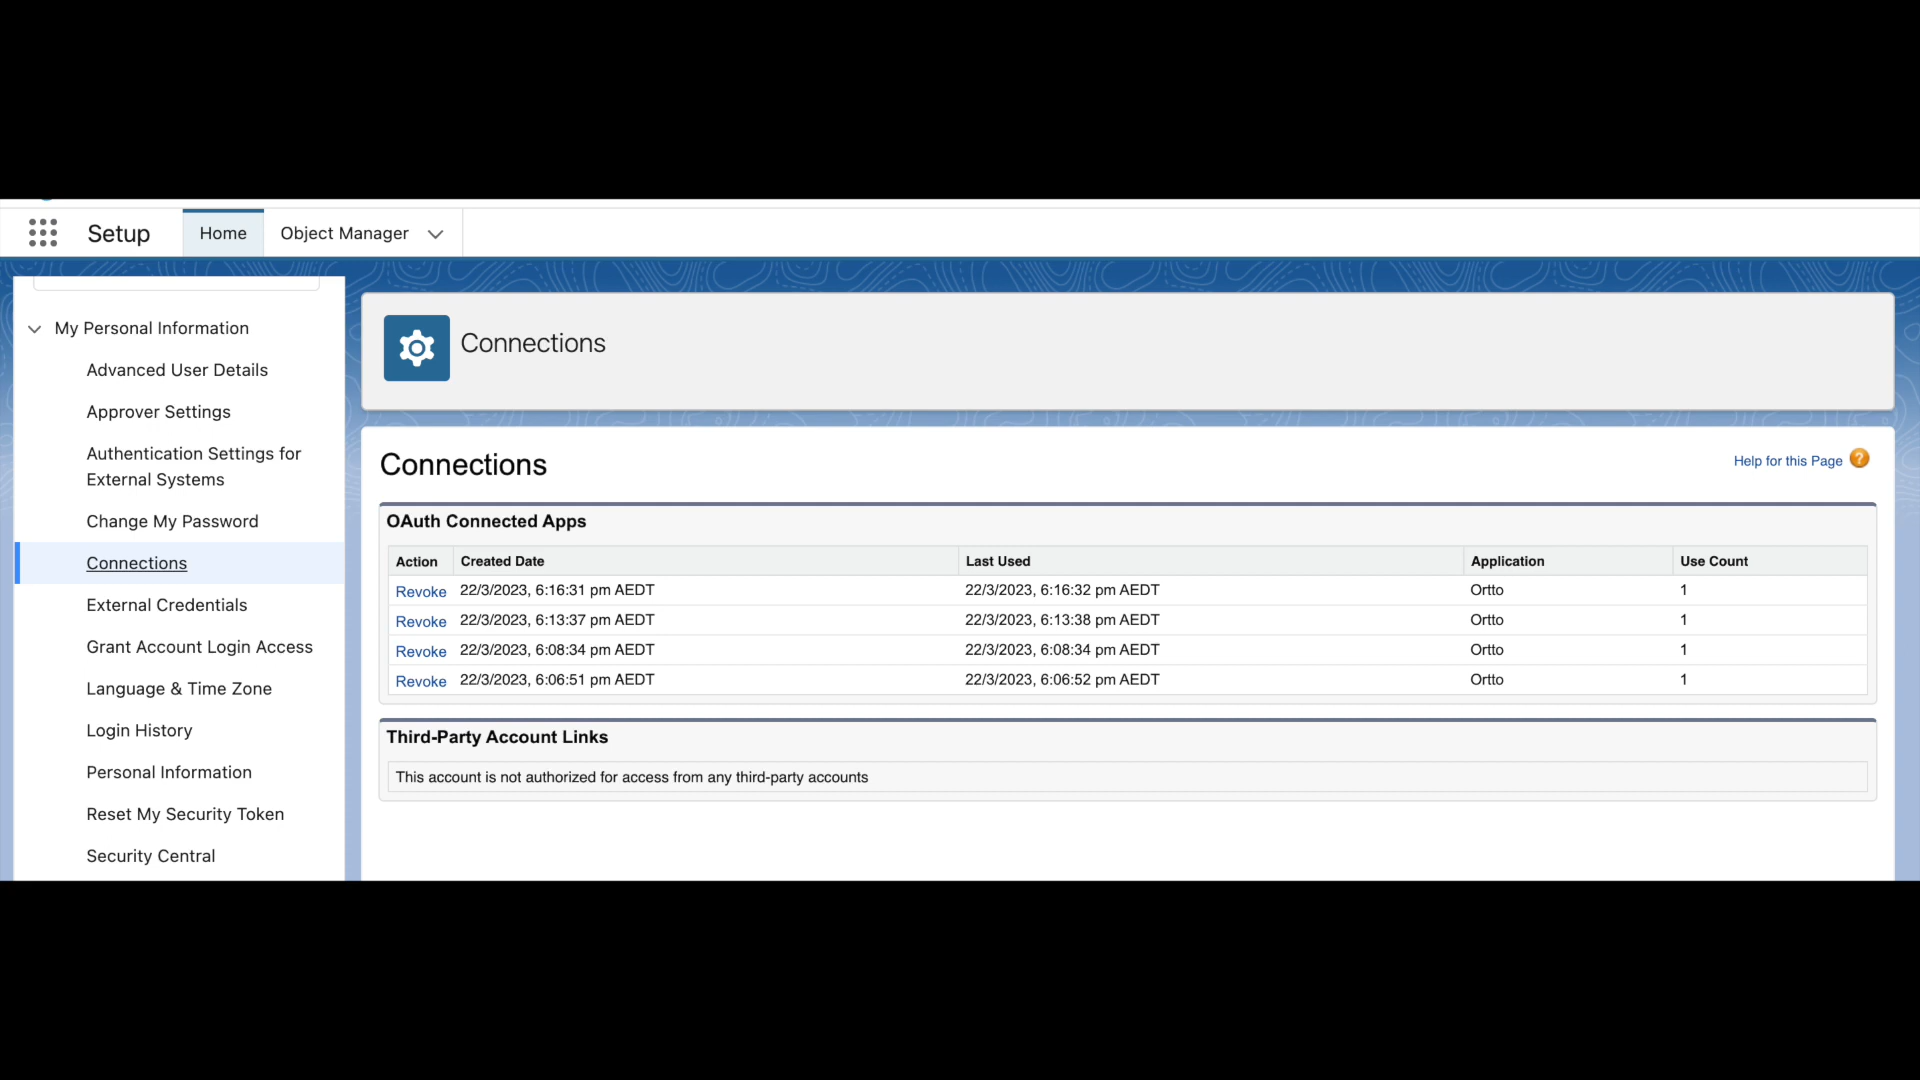 Setup
Home
Object Manager
My Personal Information
Advanced User Details
Approver Settings
Authentication Settings for
External Systems
Change My Password
Connections
External Credentials
Grant Account Login Access
Language & Time Zone
Login History
Personal Information
Reset My Security Token
Security Central
Connections
Connections
Help for this Page ?
OAuth Connected Apps
Action Created Date Last Used Application Use Count
Revoke 22/3/2023, 6:16:31 pm AEDT 22/3/2023, 6:16:32 pm AEDT Ortto 1
Revoke 22/3/2023, 6:13:37 pm AEDT 22/3/2023, 6:13:38 pm AEDT Ortto 1
Revoke 22/3/2023, 6:08:34 pm AEDT 22/3/2023, 6:08:34 pm AEDT Ortto 1
Revoke 22/3/2023, 6:06:51 pm AEDT 22/3/2023, 6:06:52 pm AEDT Ortto 1
Third-Party Account Links
This account is not authorized for access from any third-party accounts